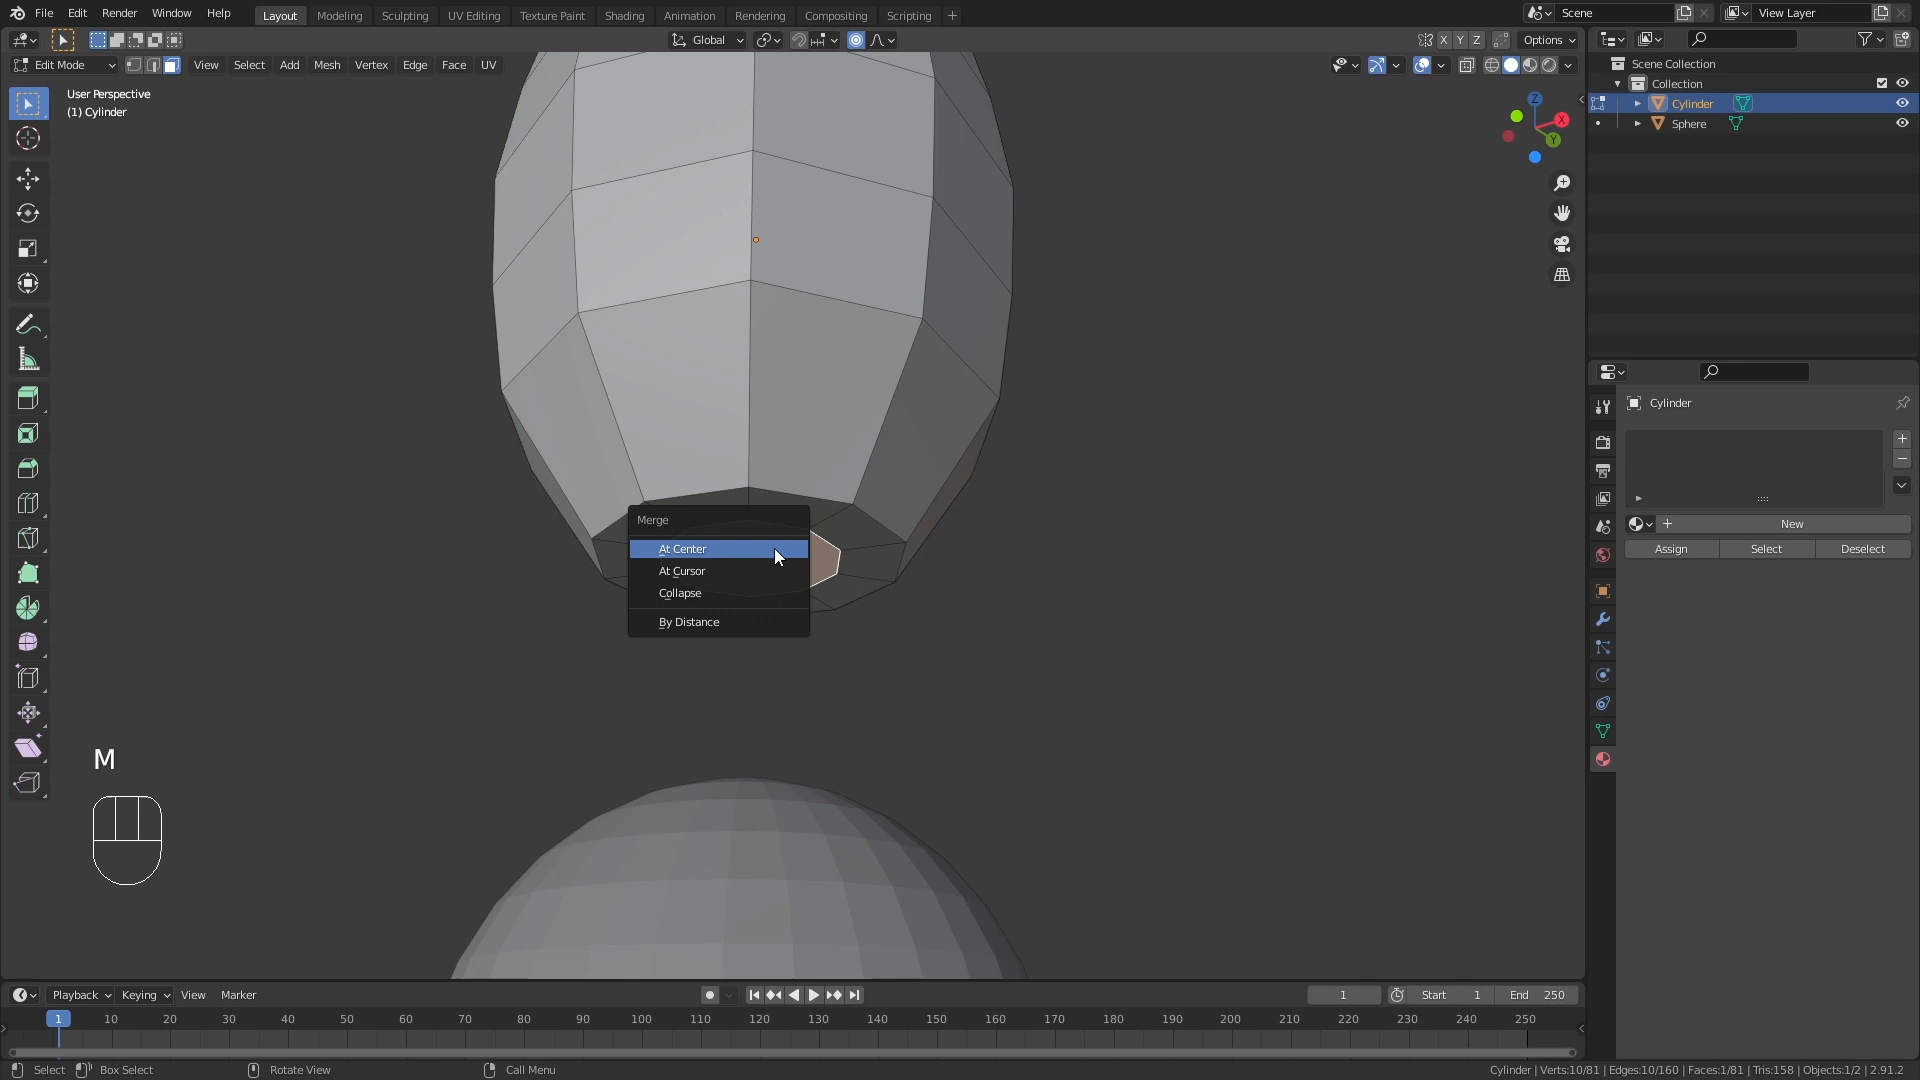 File Edit Render Window Help Layout Modeling Sculpting UV Editing Texture Paint Shading Animation Rendering Compositing Scripting + Scene View Layer
Global X Y Z Options
Edit Mode View Select Add Mesh Vertex Edge Face UV
User Perspective
(1) Cylinder
Z
X
Y
Scene Collection
Collection
Cylinder
Sphere
Cylinder
+ New
Assign Select Deselect
Merge
At Center
At Cursor
Collapse
By Distance
M
Playback Keying View Marker 1 Start 1 End 250
1 10 20 30 40 50 60 70 80 90 100 110 120 130 140 150 160 170 180 190 200 210 220 230 240 250
Select Box Select Rotate View Call Menu Cylinder | Verts:10/81 | Edges:10/160 | Faces:1/81 | Tris:158 | Objects:1/2 | 2.91.2